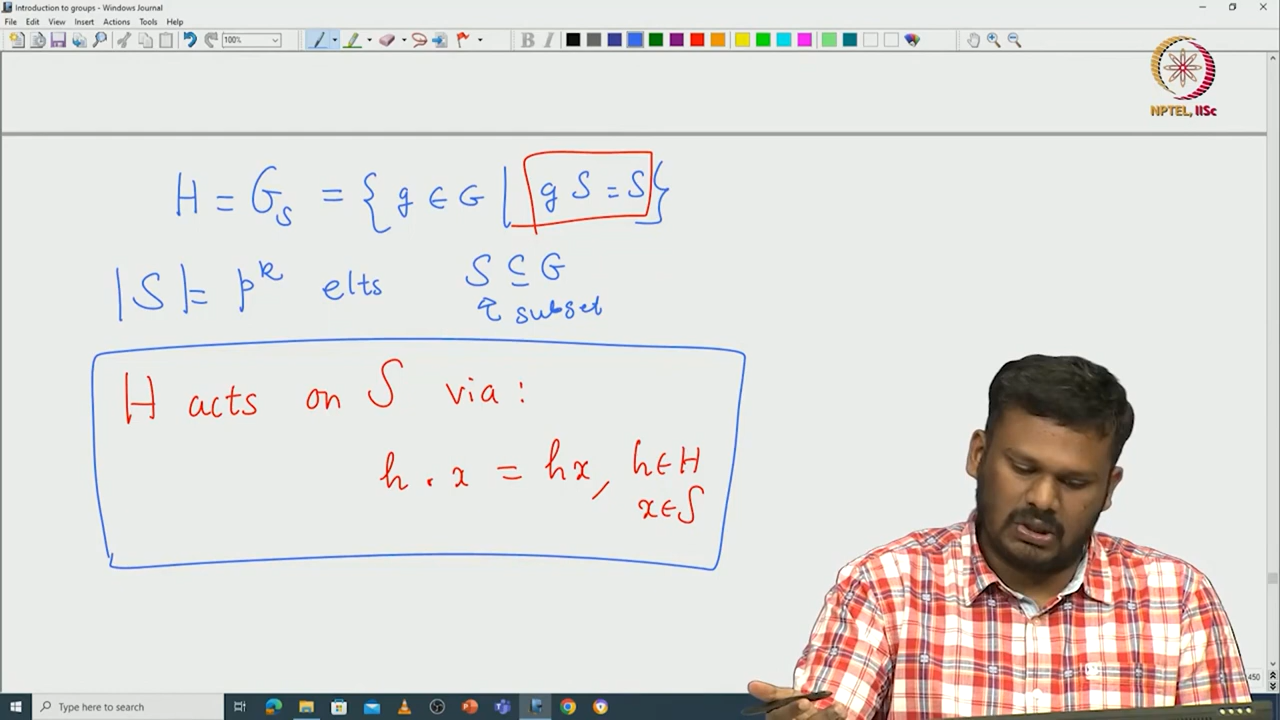 Introduction to groups - Windows Journal
File Edit View Insert Actions Tools Help
100%
B I
NPTEL, IISc
H = G_S = { g ∈ G | g S = S }
|S| = p^k elts S ⊆ G
↑ subset
H acts on S via :
h . x = hx, h ∈ H
x ∈ S
450
Type here to search